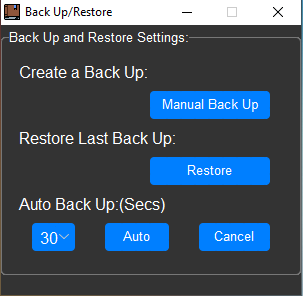 Back Up/Restore
Back Up and Restore Settings:
Create a Back Up:
Manual Back Up
Restore Last Back Up:
Restore
Auto Back Up:(Secs)
30 Auto Cancel